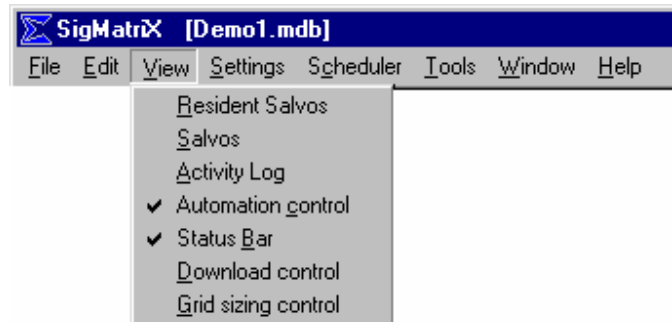 SigMatriX [Demo1.mdb]
File Edit View Settings Scheduler Tools Window Help
Resident Salvos
Salvos
Activity Log
Automation control
Status Bar
Download control
Grid sizing control